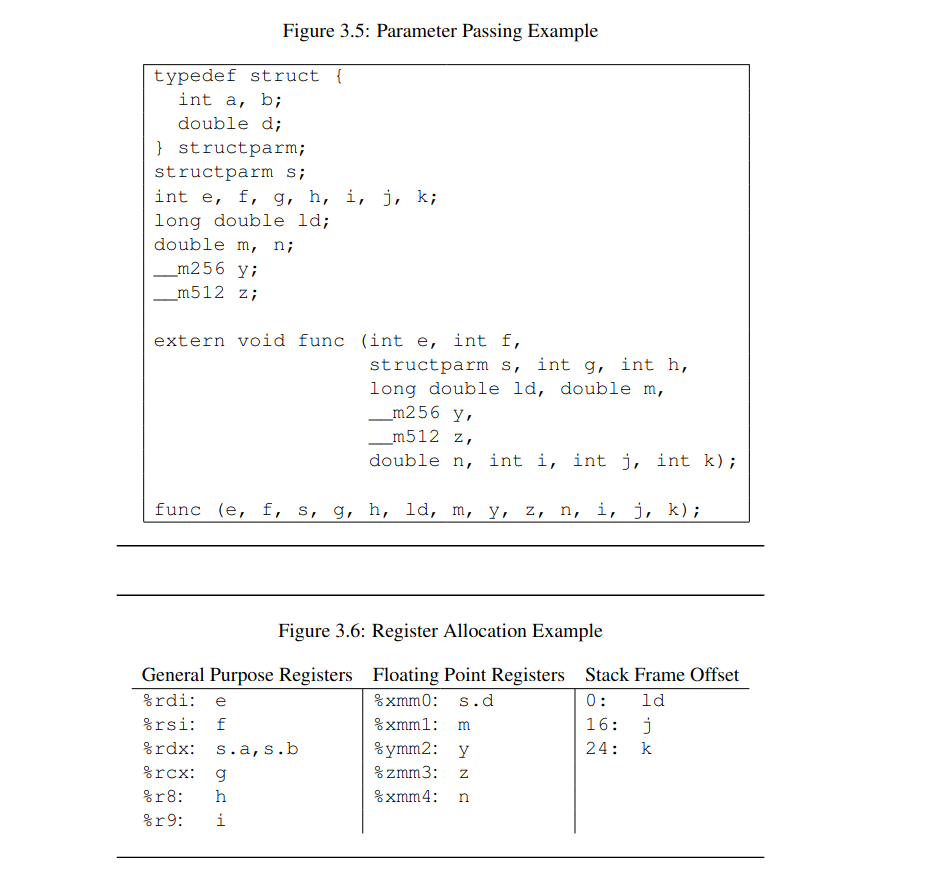 Figure 3.5: Parameter Passing Example
typedef struct {
  int a, b;
  double d;
} structparm;
structparm s;
int e, f, g, h, i, j, k;
long double ld;
double m, n;
__m256 y;
__m512 z;
extern void func (int e, int f,
                  structparm s, int g, int h,
                  long double ld, double m,
                  __m256 y,
                  __m512 z,
                  double n, int i, int j, int k);
func (e, f, s, g, h, ld, m, y, z, n, i, j, k);
Figure 3.6: Register Allocation Example
General Purpose Registers Floating Point Registers Stack Frame Offset
%rdi: e %xmm0: s.d 0: ld
%rsi: f %xmm1: m 16: j
%rdx: s.a,s.b %ymm2: y 24: k
%rcx: g %zmm3: z
%r8: h %xmm4: n
%r9: i